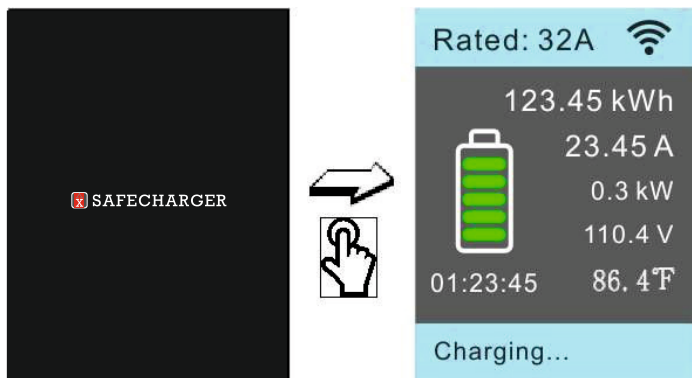 X SAFECHARGER
Rated: 32A
123.45 kWh
23.45 A
0.3 kW
110.4 V
01:23:45 86.4℉
Charging...